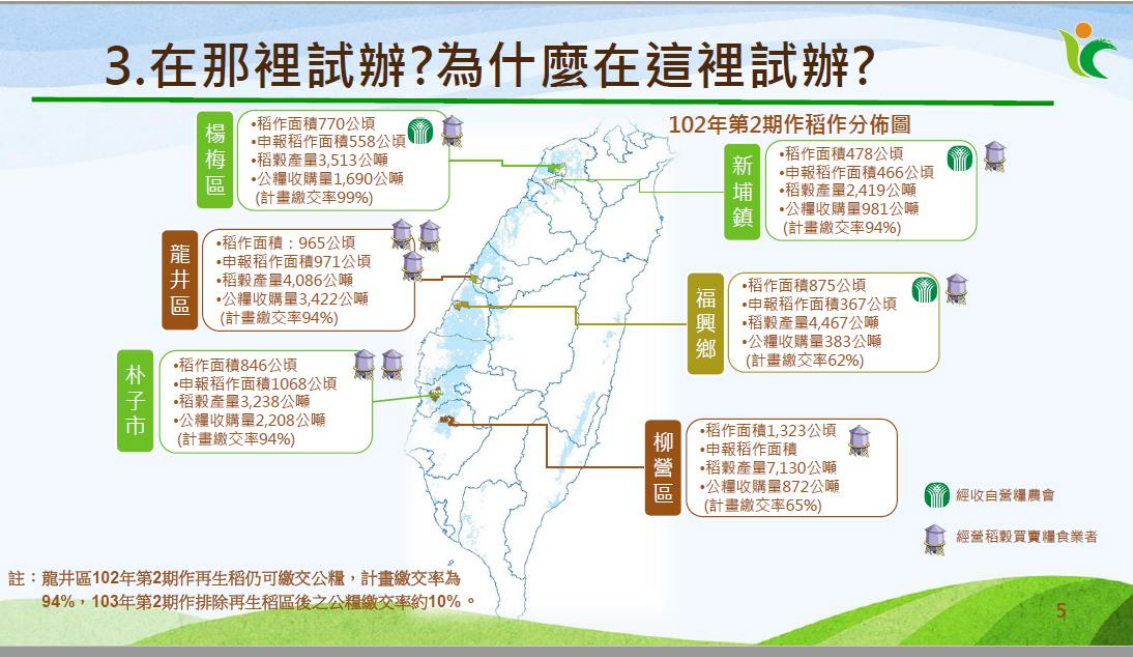 3.在那裡試辦?為什麼在這裡試辦?
102年第2期作稻作分佈圖
楊梅區
•稻作面積770公頃
•申報稻作面積558公頃
•稻穀產量3,513公噸
•公糧收購量1,690公噸
(計畫繳交率99%)
新埔鎮
•稻作面積478公頃
•申報稻作面積466公頃
•稻穀產量2,419公噸
•公糧收購量981公噸
(計畫繳交率94%)
龍井區
•稻作面積：965公頃
•申報稻作面積971公頃
•稻穀產量4,086公噸
•公糧收購量3,422公噸
(計畫繳交率94%)
福興鄉
•稻作面積875公頃
•申報稻作面積367公頃
•稻穀產量4,467公噸
•公糧收購量383公噸
(計畫繳交率62%)
朴子市
•稻作面積846公頃
•申報稻作面積1068公頃
•稻穀產量3,238公噸
•公糧收購量2,208公噸
(計畫繳交率94%)
柳營區
•稻作面積1,323公頃
•申報稻作面積
•稻穀產量7,130公噸
•公糧收購量872公噸
(計畫繳交率65%)
經收自營糧農會
經營稻穀買賣糧食業者
註：龍井區102年第2期作再生稻仍可繳交公糧，計畫繳交率為
94%，103年第2期作排除再生稻區後之公糧繳交率約10%。
5